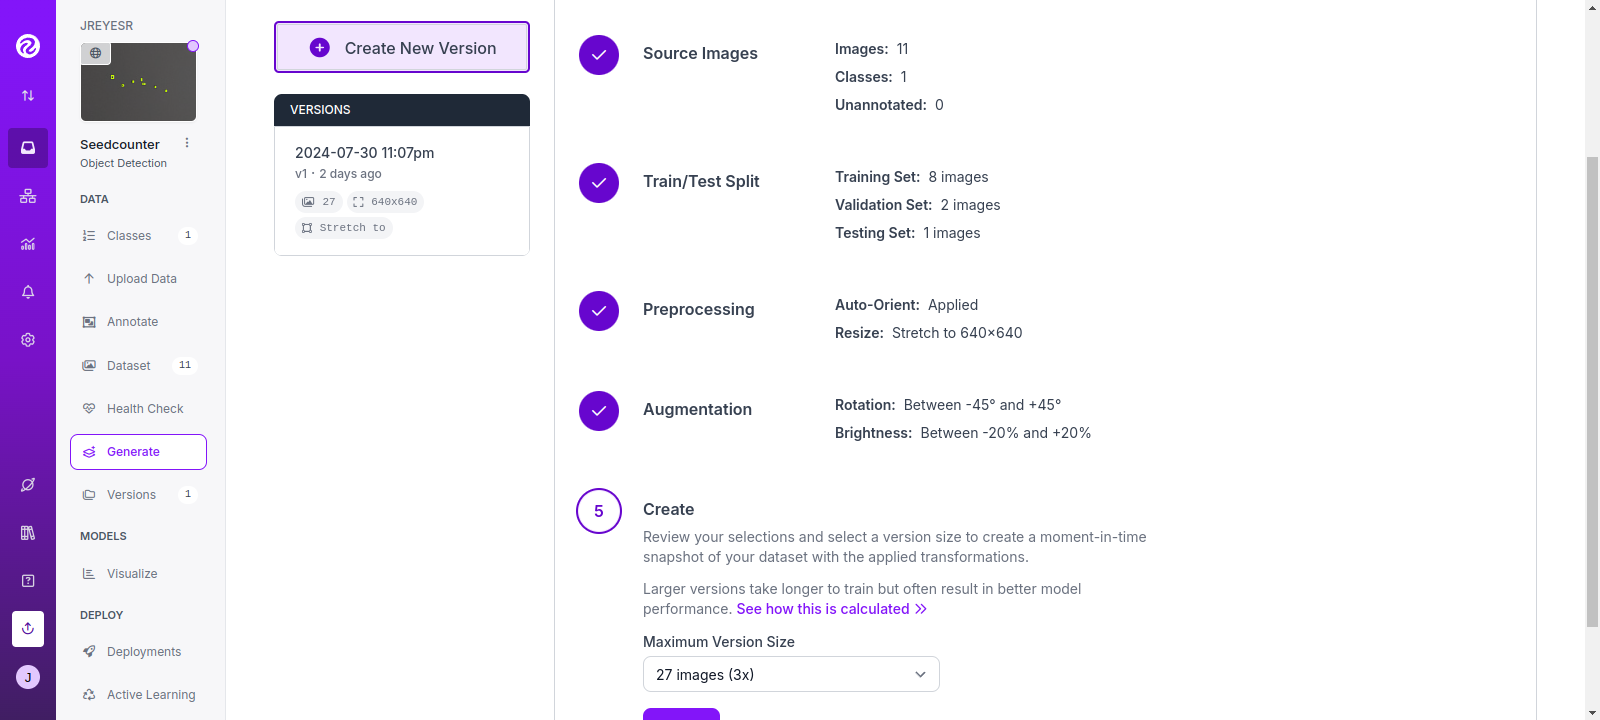 JREYESR
Seedcounter
Object Detection
DATA
Classes 1
Upload Data
Annotate
Dataset 11
Health Check
Generate
Versions 1
MODELS
Visualize
DEPLOY
Deployments
Active Learning
J
Create New Version
VERSIONS
2024-07-30 11:07pm
v1 · 2 days ago
27 640x640
Stretch to
Source Images
Images: 11
Classes: 1
Unannotated: 0
Train/Test Split
Training Set: 8 images
Validation Set: 2 images
Testing Set: 1 images
Preprocessing
Auto-Orient: Applied
Resize: Stretch to 640×640
Augmentation
Rotation: Between -45° and +45°
Brightness: Between -20% and +20%
5 Create
Review your selections and select a version size to create a moment-in-time
snapshot of your dataset with the applied transformations.
Larger versions take longer to train but often result in better model
performance. See how this is calculated
Maximum Version Size
27 images (3x)